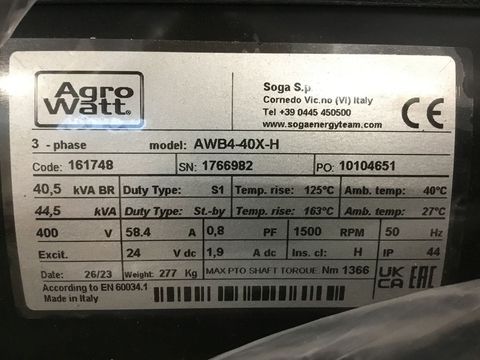 Agro
Watt®
Soga S.p
Cornedo Vic.no (VI) Italy
Tel +39 0445 450500
www.sogaenergyteam.com
CE
3 - phase model: AWB4-40X-H
Code: 161748 SN: 1766982 PO: 10104651
40,5 kVA BR Duty Type: S1 Temp. rise: 125°C Amb. temp: 40°C
44,5 kVA Duty Type: St.-by Temp. rise: 163°C Amb. temp: 27°C
400 V 58.4 A 0,8 PF 1500 RPM 50 Hz
Excit. 24 V dc 1,9 A dc Ins. cl: H IP 44
Date: 26/23 Weight: 277 Kg MAX PTO SHAFT TORQUE: Nm 1366
According to EN 60034.1
Made in Italy
UK
CA
EAC